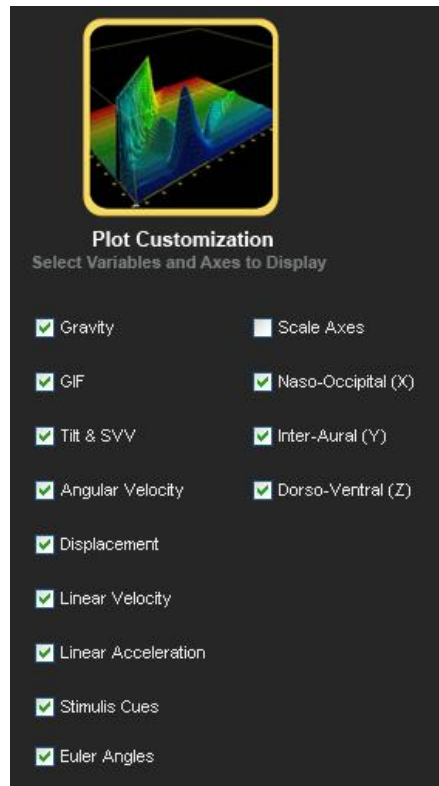 Plot Customization
Select Variables and Axes to Display
Gravity
Scale Axes
GIF
Naso-Occipital (X)
Tilt & SVV
Inter-Aural (Y)
Angular Velocity
Dorso-Ventral (Z)
Displacement
Linear Velocity
Linear Acceleration
Stimulis Cues
Euler Angles